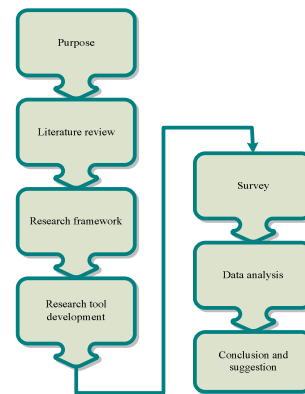 Purpose
Literature review
Research framework
Research tool
development
Survey
Data analysis
Conclusion and
suggestion